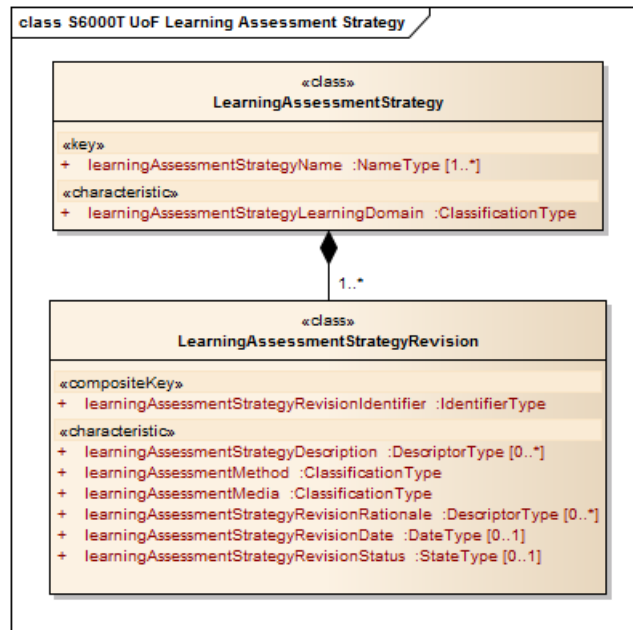 class S6000T UoF Learning Assessment Strategy
«class»
LearningAssessmentStrategy
«key»
+ learningAssessmentStrategyName :NameType [1..*]
«characteristic»
+ learningAssessmentStrategyLearningDomain :ClassificationType
1..*
«class»
LearningAssessmentStrategyRevision
«compositeKey»
+ learningAssessmentStrategyRevisionIdentifier :IdentifierType
«characteristic»
+ learningAssessmentStrategyDescription :DescriptorType [0..*]
+ learningAssessmentMethod :ClassificationType
+ learningAssessmentMedia :ClassificationType
+ learningAssessmentStrategyRevisionRationale :DescriptorType [0..*]
+ learningAssessmentStrategyRevisionDate :DateType [0..1]
+ learningAssessmentStrategyRevisionStatus :StateType [0..1]